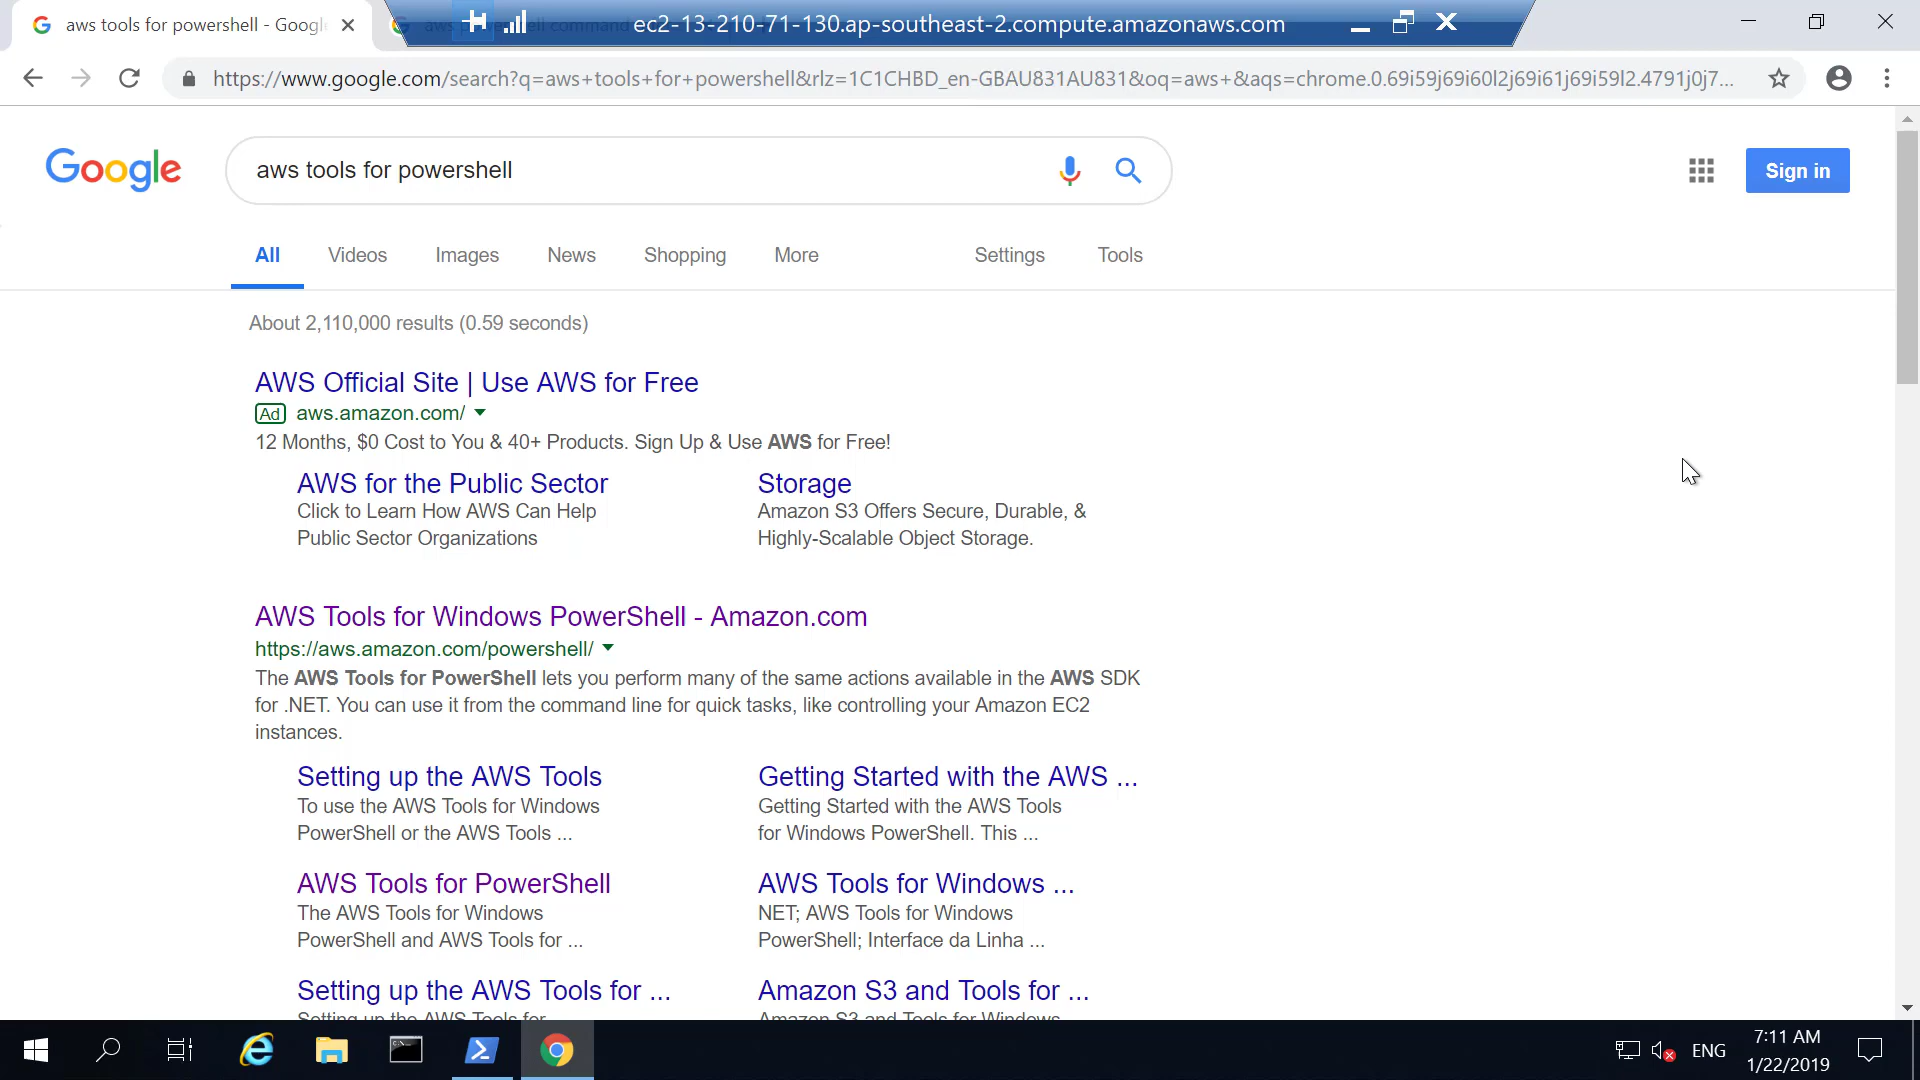 aws tools for powershell - Google
ec2-13-210-71-130.ap-southeast-2.compute.amazonaws.com
https://www.google.com/search?q=aws+tools+for+powershell&rlz=1C1CHBD_en-GBAU831AU831&oq=aws+&aqs=chrome.0.69i59j69i60l2j69i61j69i59l2.4791j0j7...
Google
aws tools for powershell
Sign in
All Videos Images News Shopping More Settings Tools
About 2,110,000 results (0.59 seconds)
AWS Official Site | Use AWS for Free
Ad aws.amazon.com/
12 Months, $0 Cost to You & 40+ Products. Sign Up & Use AWS for Free!
AWS for the Public Sector
Click to Learn How AWS Can Help
Public Sector Organizations
Storage
Amazon S3 Offers Secure, Durable, &
Highly-Scalable Object Storage.
AWS Tools for Windows PowerShell - Amazon.com
https://aws.amazon.com/powershell/
The AWS Tools for PowerShell lets you perform many of the same actions available in the AWS SDK
for .NET. You can use it from the command line for quick tasks, like controlling your Amazon EC2
instances.
Setting up the AWS Tools
To use the AWS Tools for Windows
PowerShell or the AWS Tools ...
Getting Started with the AWS ...
Getting Started with the AWS Tools
for Windows PowerShell. This ...
AWS Tools for PowerShell
The AWS Tools for Windows
PowerShell and AWS Tools for ...
AWS Tools for Windows ...
NET; AWS Tools for Windows
PowerShell; Interface da Linha ...
Setting up the AWS Tools for ...
Setting up the AWS Tools for
Amazon S3 and Tools for ...
Amazon S3 and Tools for Windows
ENG
7:11 AM
1/22/2019